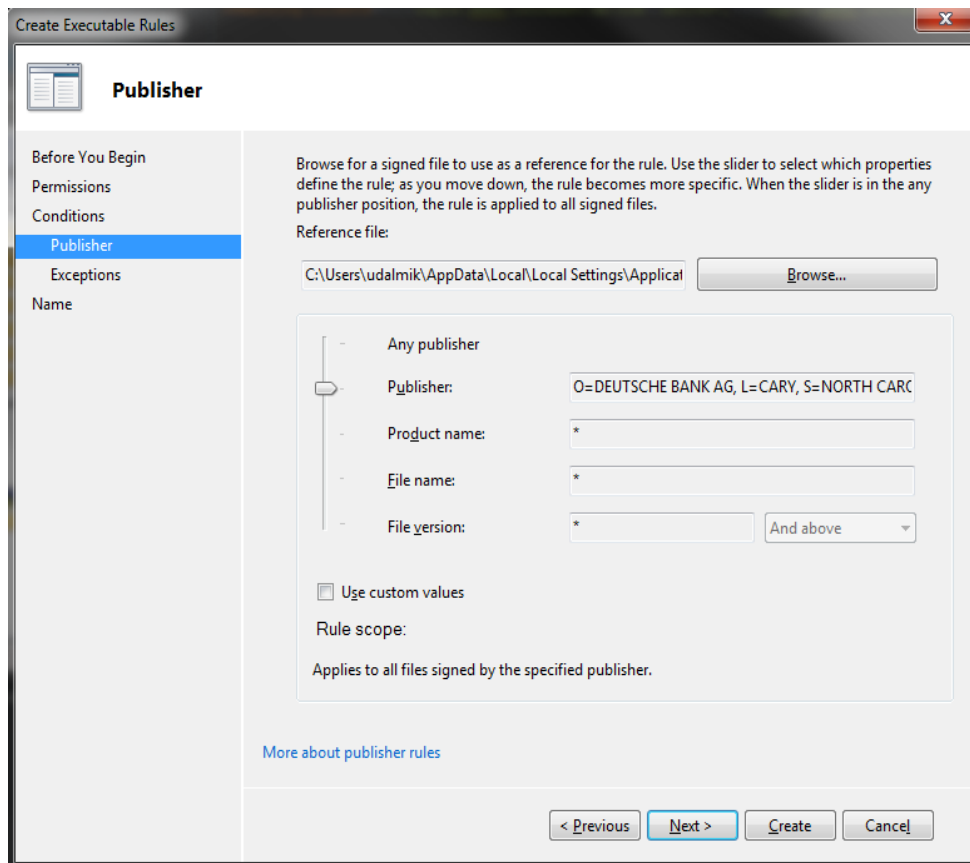 Create Executable Rules
Publisher
Before You Begin
Permissions
Conditions
Publisher
Exceptions
Name
Browse for a signed file to use as a reference for the rule. Use the slider to select which properties
define the rule; as you move down, the rule becomes more specific. When the slider is in the any
publisher position, the rule is applied to all signed files.
Reference file:
C:\Users\udalmik\AppData\Local\Local Settings\Applicat
Browse...
Any publisher
Publisher: O=DEUTSCHE BANK AG, L=CARY, S=NORTH CARO
Product name: *
File name: *
File version: * And above
Use custom values
Rule scope:
Applies to all files signed by the specified publisher.
More about publisher rules
< Previous Next > Create Cancel